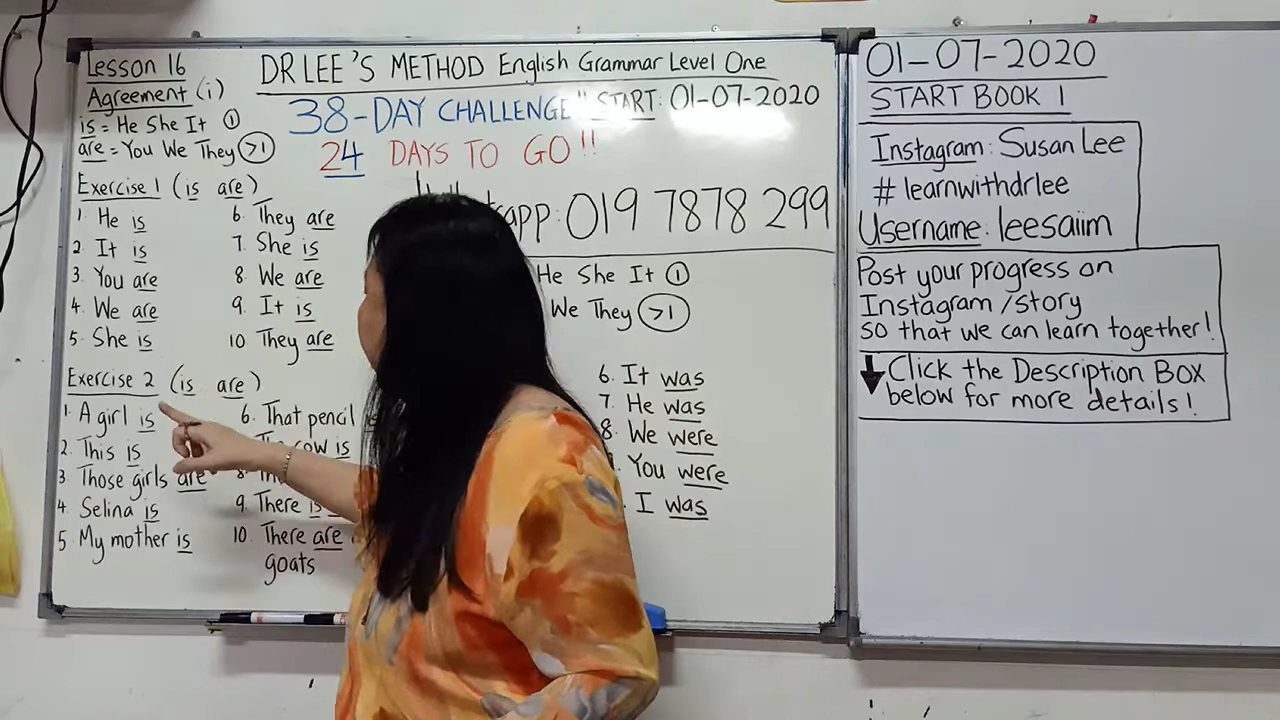 Lesson 16
Agreement (i)
is = He She It 1
are = You We They >1
DR LEE'S METHOD English Grammar Level One
38-DAY CHALLENGE" START: 01-07-2020
24 DAYS TO GO!!
019 7878 299
Exercise 1 (is are)
1. He is
2. It is
3. You are
4. We are
5. She is
6. They are
7. She is
8. We are
9. It is
10. They are
Exercise 2 (is are)
1. A girl is
2. This is
3. Those girls are
4. Selina is
5. My mother is
6. That pencil
cow is
8.
9. There is
10. There are
goats
He She It 1
We They >1
6. It was
7. He was
8. We were
You were
I was
01-07-2020
START BOOK 1
Instagram: Susan Lee
# learnwithdrlee
Username: leesaiim
Post your progress on
Instagram /story
so that we can learn together!
Click the Description Box
below for more details!